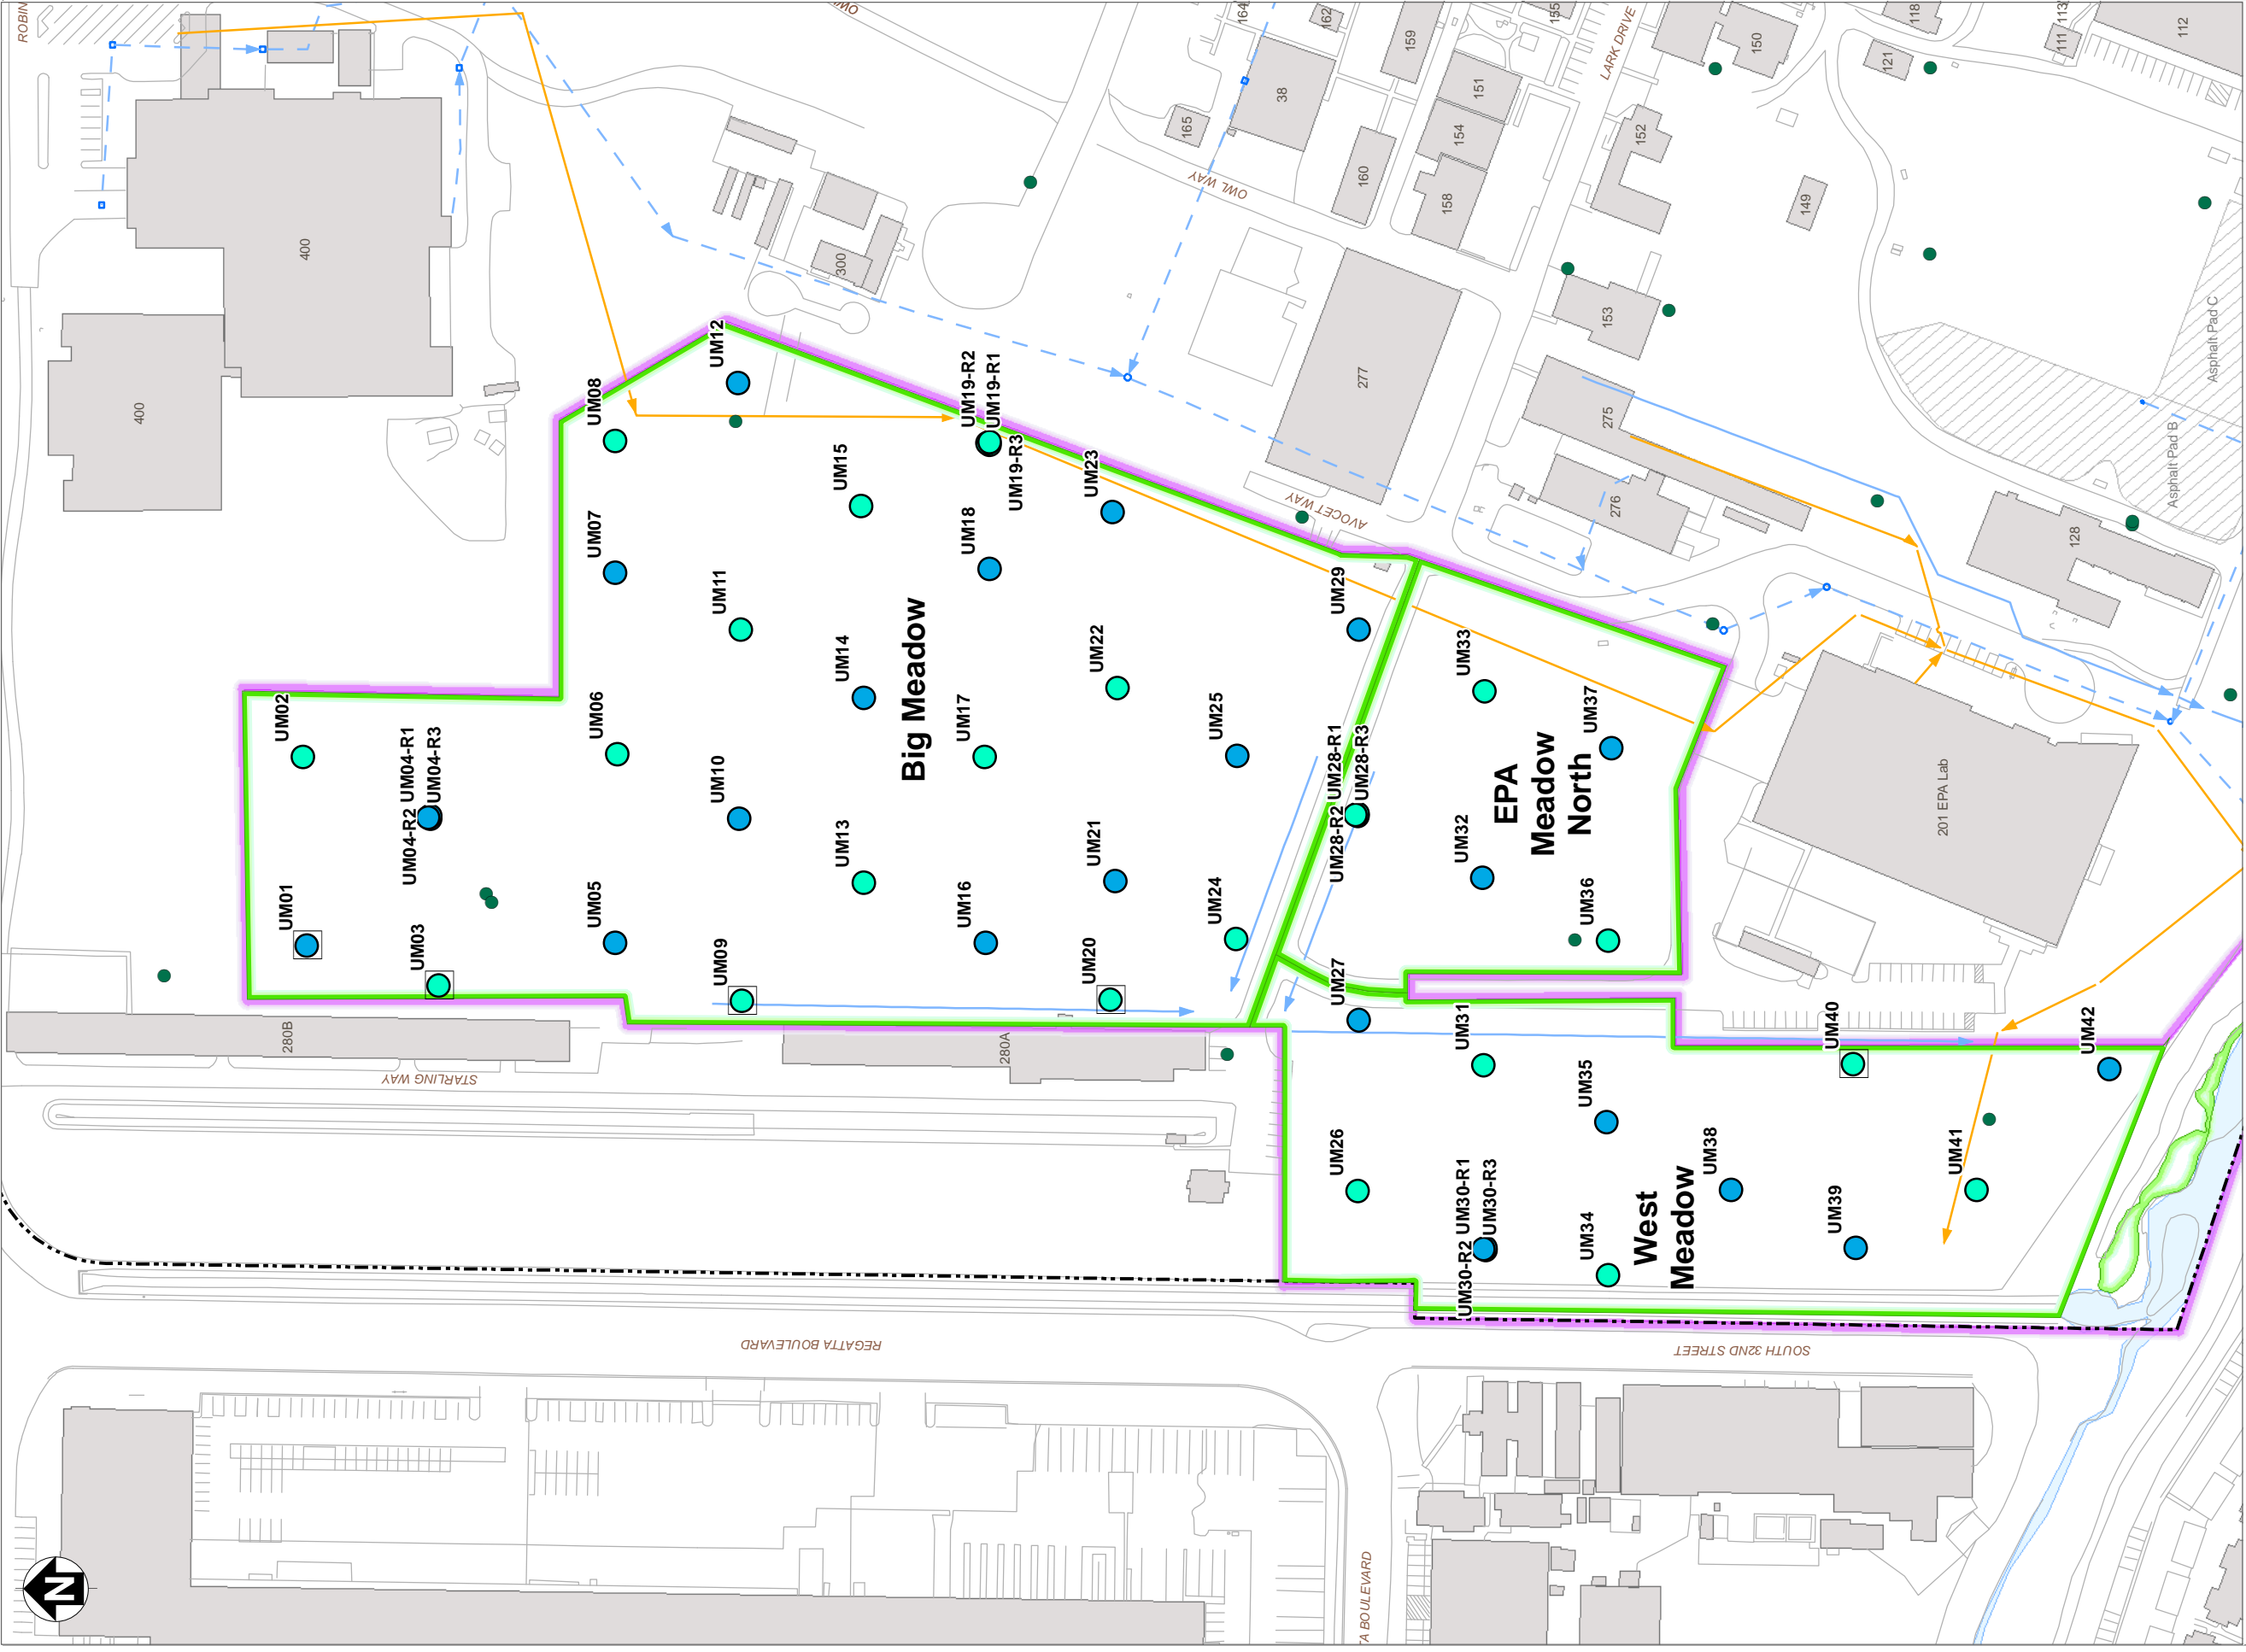 ROBIN
OWL
164
162
159
155
LARK DRIVE
150
118
113
111
112
121
38
165
151
154
152
160
158
149
OWL WAY
400
300
400
277
153
275
276
128
Asphalt Pad C
Asphalt Pad B
AVOCET WAY
UM12
UM08
UM19-R2
UM19-R1
UM19-R3
UM15
UM23
UM07
UM18
UM11
UM29
UM14
UM22
UM33
UM02
UM06
Big Meadow
UM17
UM25
UM37
UM04-R1
UM04-R3
UM04-R2
UM10
UM28-R1
UM28-R3
UM28-R2
EPA
Meadow
North
201 EPA Lab
UM13
UM21
UM32
UM01
UM05
UM16
UM24
UM36
UM03
UM09
UM20
UM27
280B
280A
STARLING WAY
UM31
UM40
UM42
UM35
UM26
UM30-R1
UM30-R3
UM30-R2
UM38
UM41
UM34
West
Meadow
UM39
REGATTA BOULEVARD
SOUTH 32ND STREET
TA BOULEVARD
N